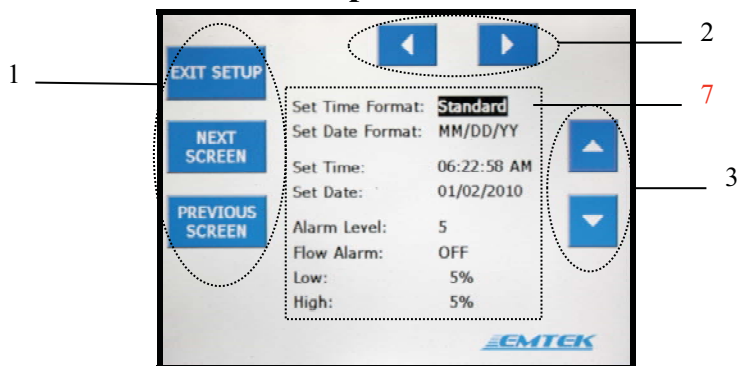 2
1
EXIT SETUP
7
Set Time Format: Standard
Set Date Format: MM/DD/YY
NEXT
SCREEN
Set Time: 06:22:58 AM
3
Set Date: 01/02/2010
PREVIOUS
SCREEN
Alarm Level: 5
Flow Alarm: OFF
Low: 5%
High: 5%
EMTEK